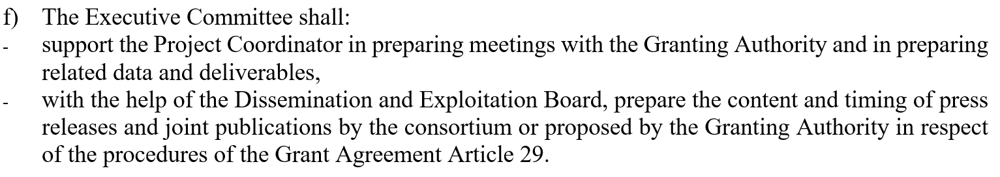 f) The Executive Committee shall:
- support the Project Coordinator in preparing meetings with the Granting Authority and in preparing
related data and deliverables,
- with the help of the Dissemination and Exploitation Board, prepare the content and timing of press
releases and joint publications by the consortium or proposed by the Granting Authority in respect
of the procedures of the Grant Agreement Article 29.